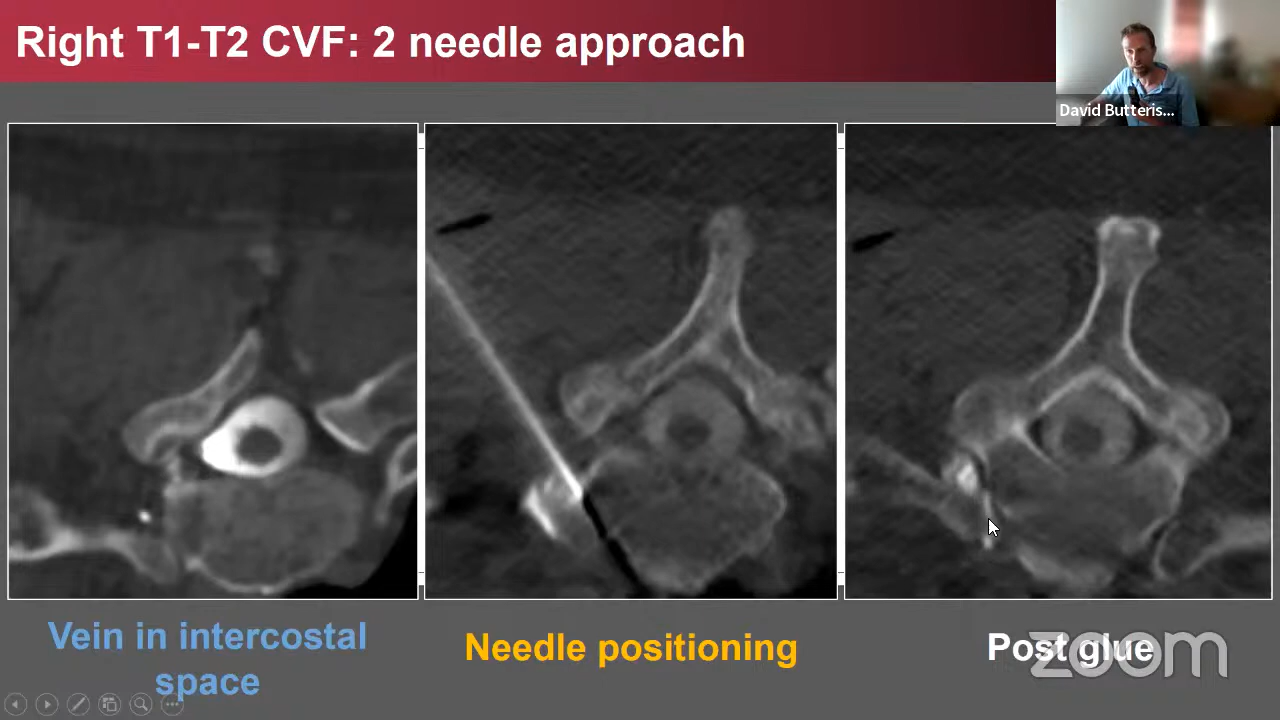 Right T1-T2 CVF: 2 needle approach
David Butteris...
Vein in intercostal
space
Needle positioning
Post glue
zoom